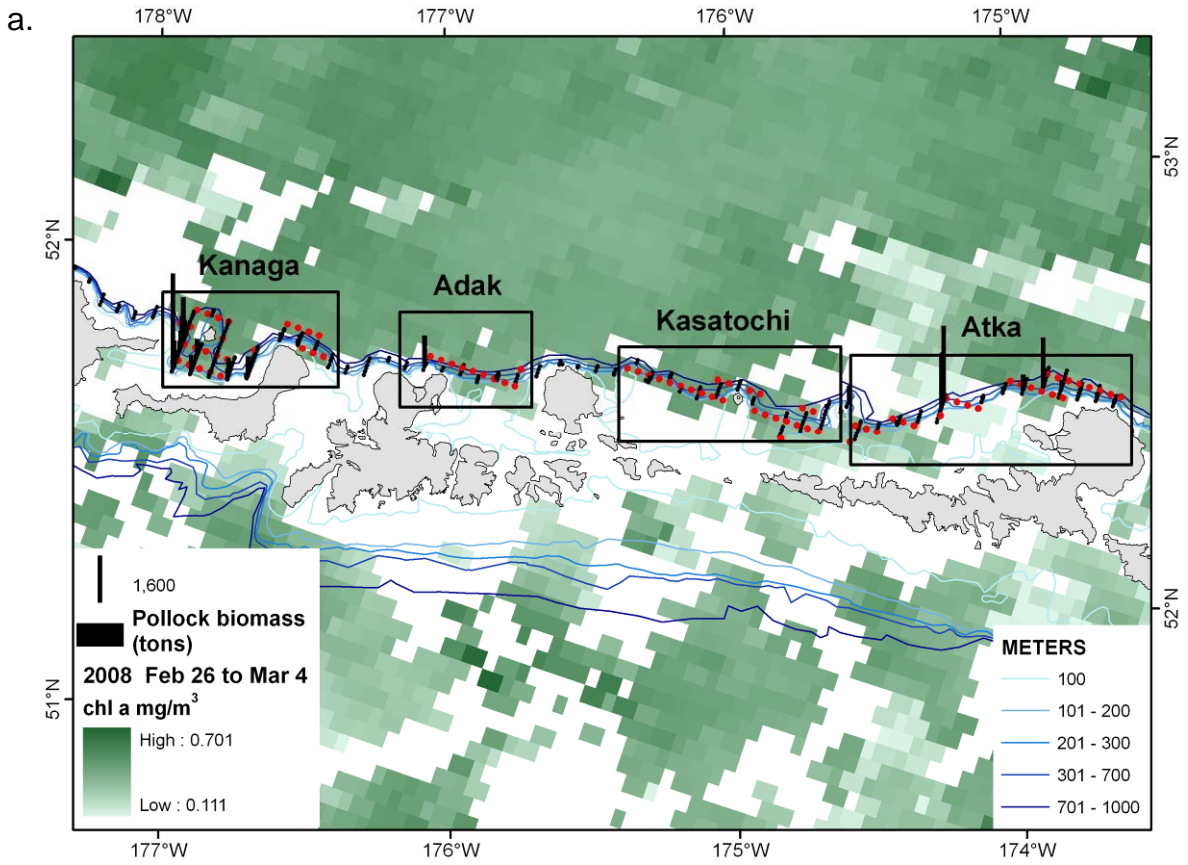 a.
178°W 177°W 176°W 175°W
53°N
52°N
Kanaga
Adak
Kasatochi
Atka
52°N
51°N
1,600
Pollock biomass
(tons)
2008 Feb 26 to Mar 4
chl a mg/m³
High : 0.701
Low : 0.111
METERS
100
101 - 200
201 - 300
301 - 700
701 - 1000
177°W 176°W 175°W 174°W